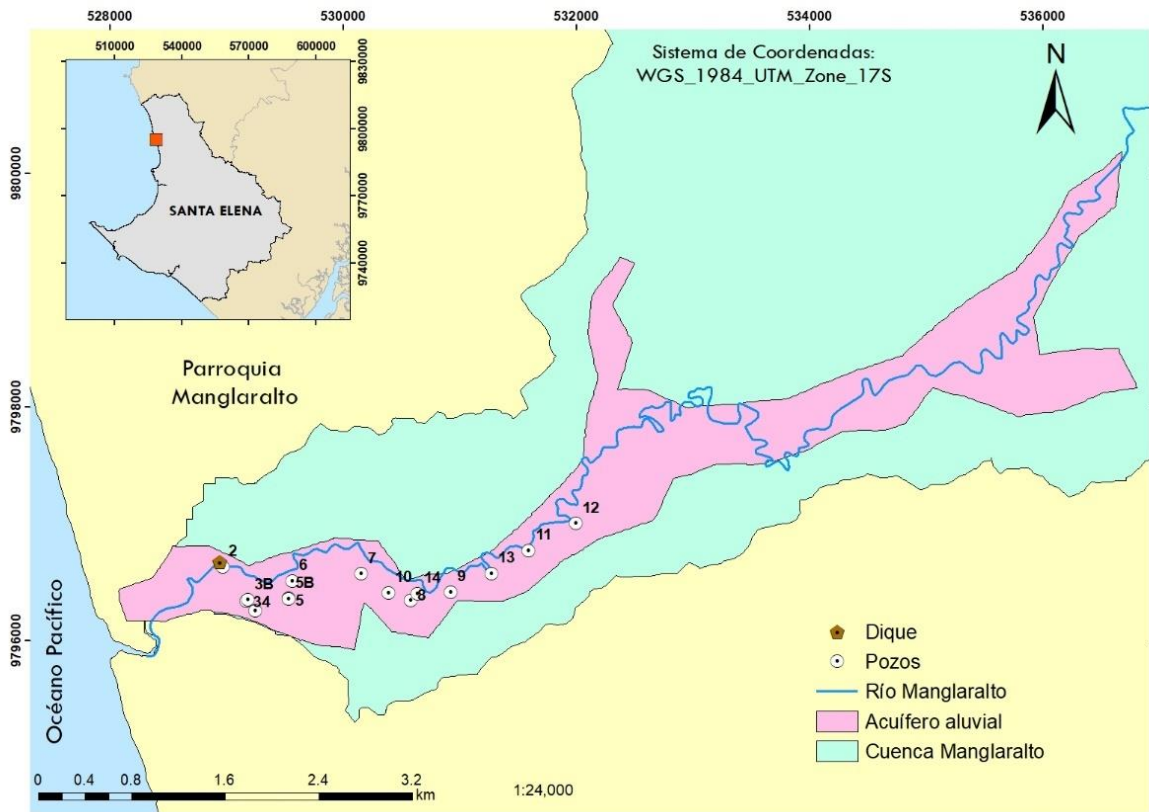 528000 530000 532000 534000 536000
510000 540000 570000 600000
9830000
9800000
9770000
9740000
SANTA ELENA
Sistema de Coordenadas:
WGS_1984_UTM_Zone_17S
N
9800000
9798000
9796000
Parroquia
Manglaralto
Océano Pacífico
2
3B
34
6
5B
5
7
10
8
14
9
13
11
12
Dique
Pozos
Río Manglaralto
Acuífero aluvial
Cuenca Manglaralto
0 0.4 0.8 1.6 2.4 3.2
km
1:24,000